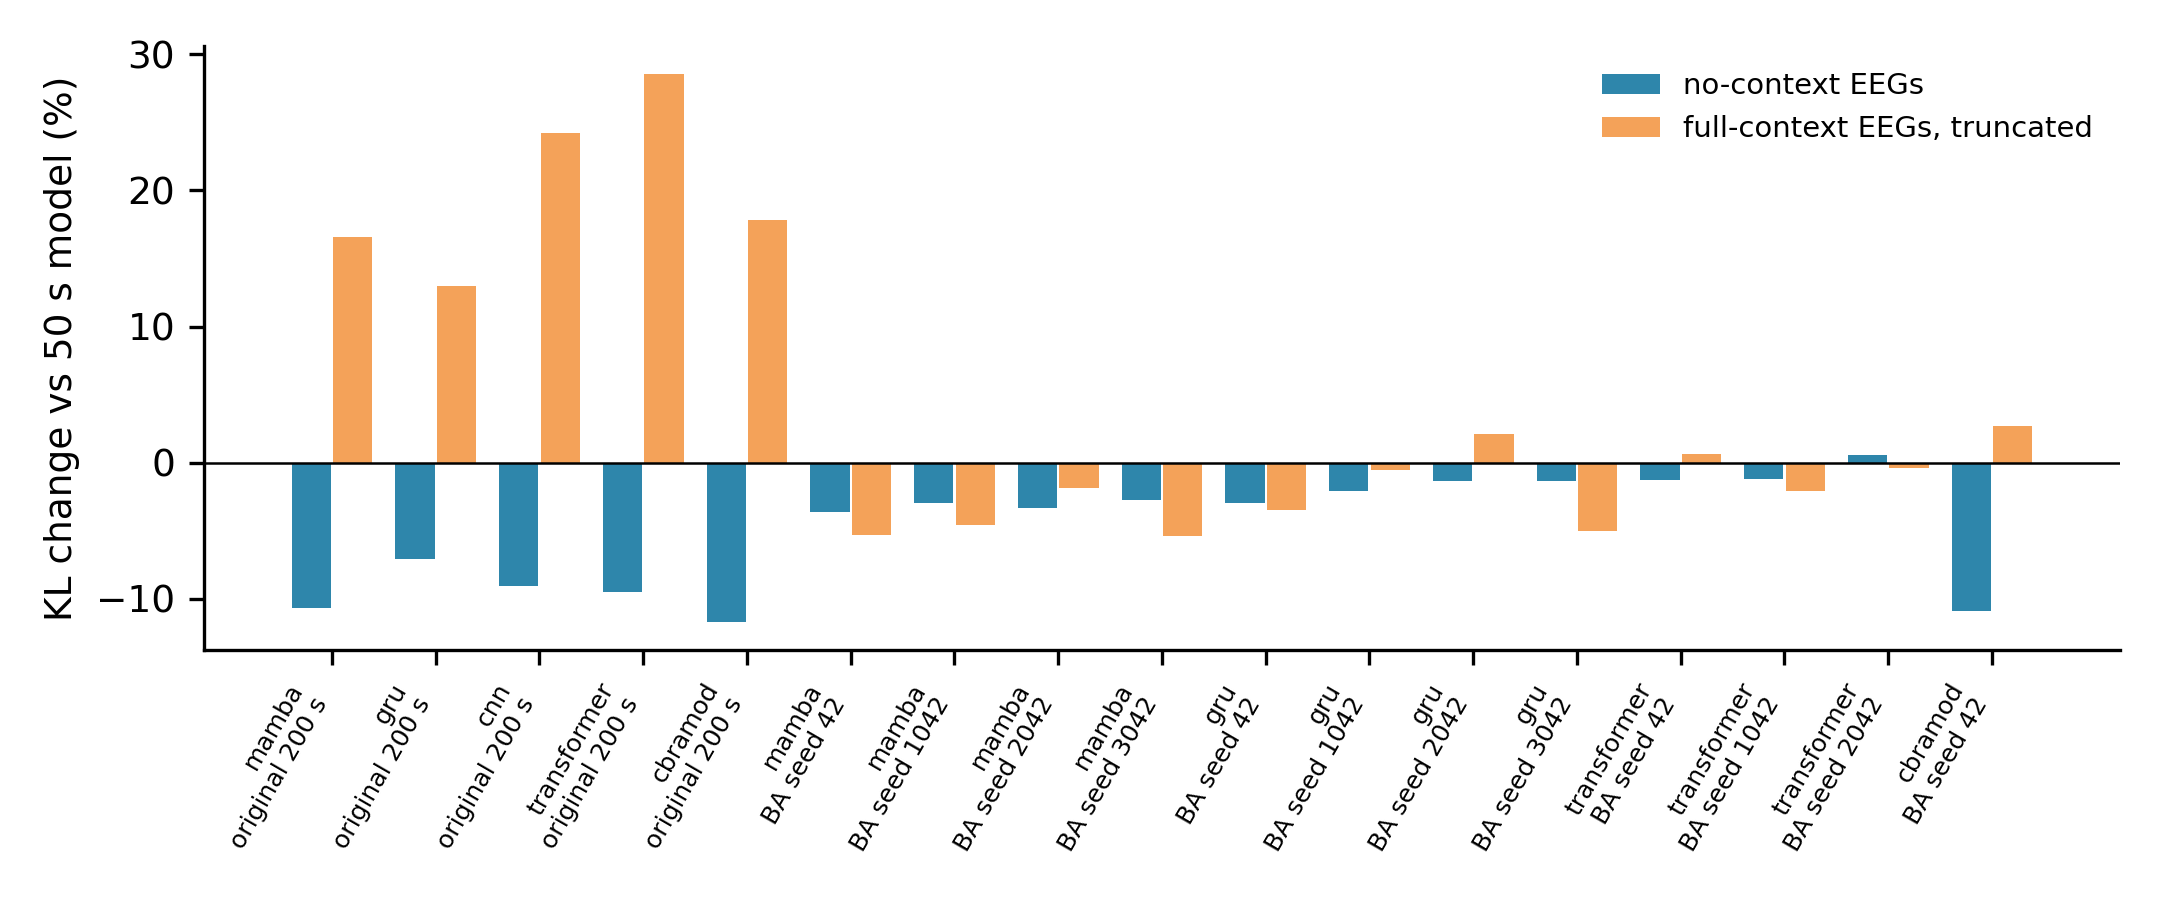 KL change vs 50 s model (%)
30
20
10
0
−10
no-context EEGs
full-context EEGs, truncated
mamba
original 200 s
gru
original 200 s
cnn
original 200 s
transformer
original 200 s
cbramod
original 200 s
mamba
BA seed 42
mamba
BA seed 1042
mamba
BA seed 2042
mamba
BA seed 3042
gru
BA seed 42
gru
BA seed 1042
gru
BA seed 2042
gru
BA seed 3042
transformer
BA seed 42
transformer
BA seed 1042
transformer
BA seed 2042
cbramod
BA seed 42